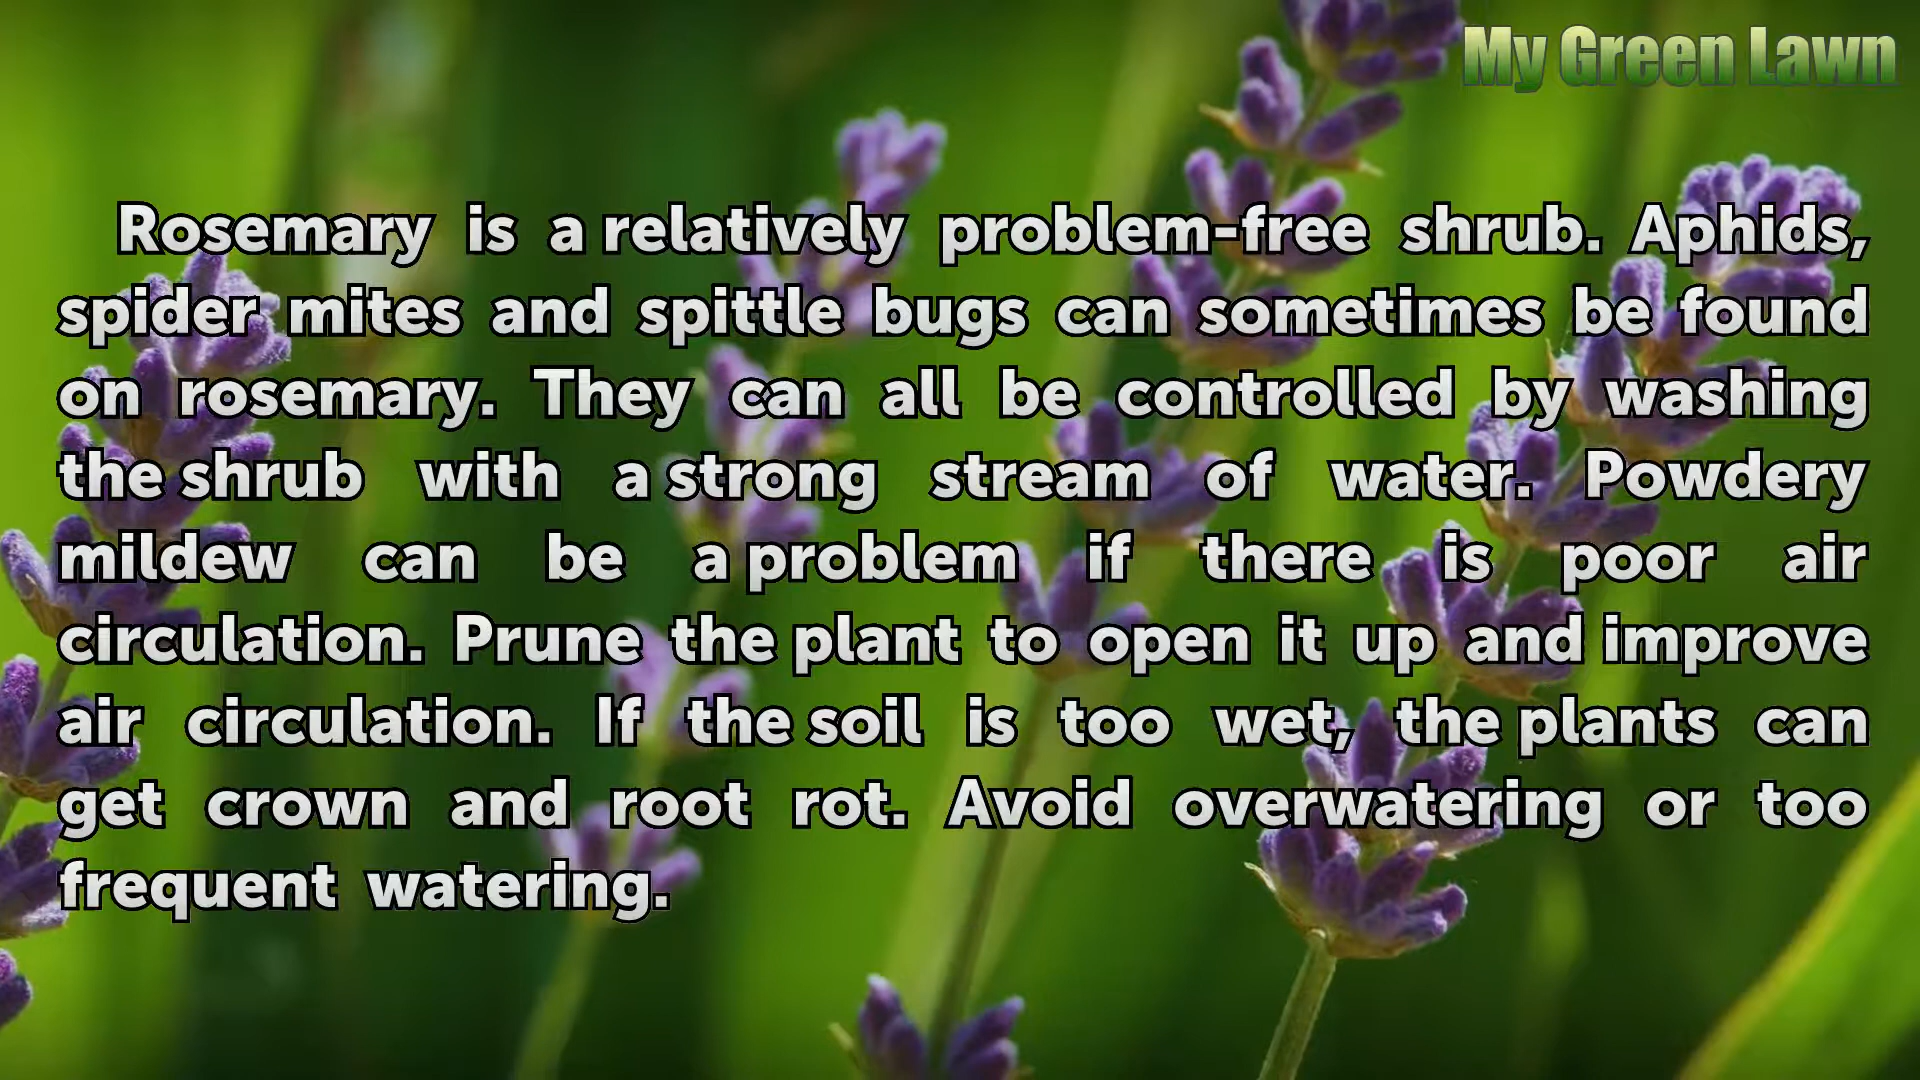 My Green Lawn
Rosemary is a relatively problem-free shrub. Aphids,
spider mites and spittle bugs can sometimes be found
on rosemary. They can all be controlled by washing
the shrub with a strong stream of water. Powdery
mildew can be a problem if there is poor air
circulation. Prune the plant to open it up and improve
air circulation. If the soil is too wet, the plants can
get crown and root rot. Avoid overwatering or too
frequent watering.